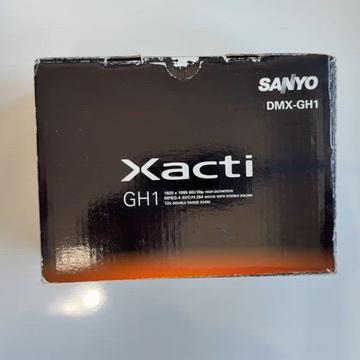 SANYO
DMX-GH1
Xacti
GH1
1920 x 1080 60/30p HIGH DEFINITION
MPEG-4 AVC/H.264 MOVIE WITH STEREO SOUND
12x DOUBLE RANGE ZOOM